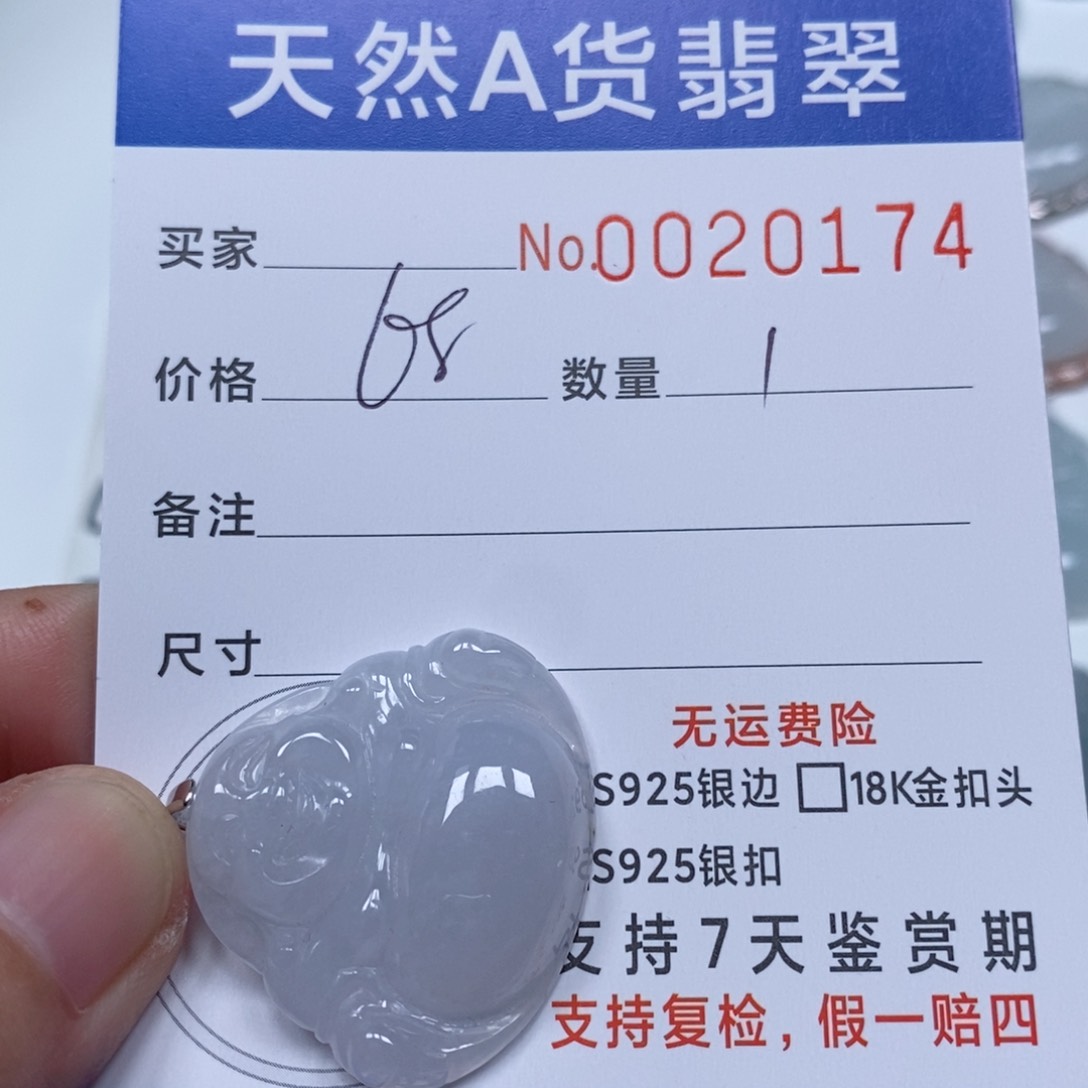 天然A货翡翠
买家 No.0020174
价格 68 数量 1
备注
尺寸
无运费险
S925银边 18K金扣头
S925银扣
支持7天鉴赏期
支持复检，假一赔四